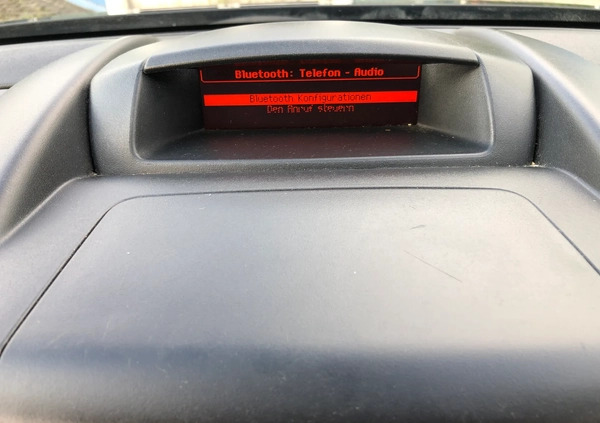 Bluetooth: Telefon - Audio
Bluetooth Konfigurationen
Den Anruf steuern